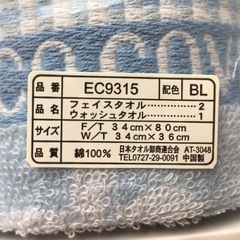 COCOV
品番 EC9315 配色 BL
品名 フェイスタオル……………2
ウォッシュタオル…………1
サイズ F/T 34cm×80cm
W/T 34cm×36cm
綿100% 日本タオル卸商連合会 AT-3048
TEL0727-29-0091 中国製